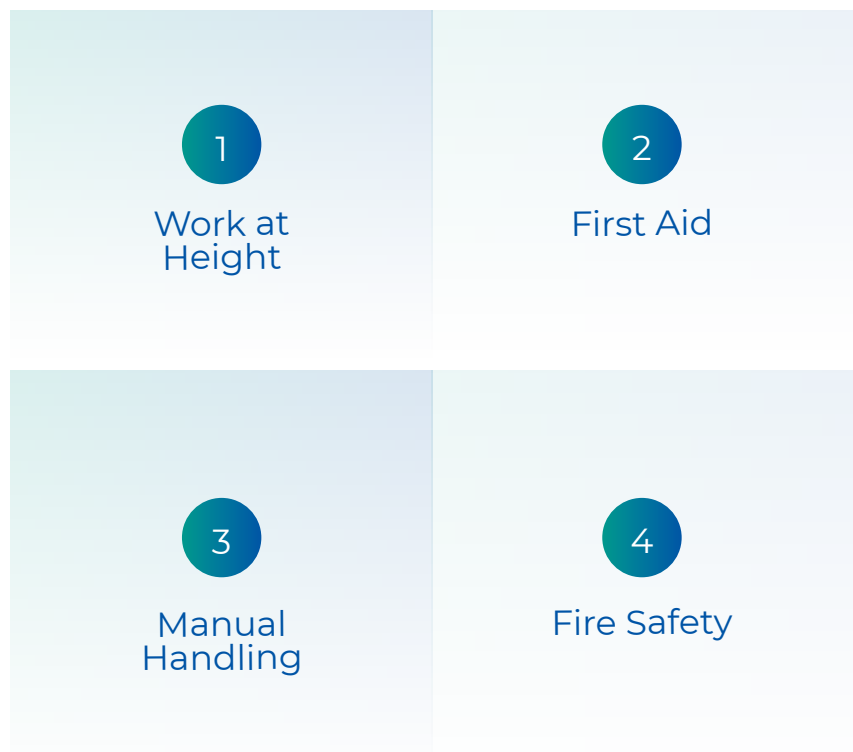 1
Work at
Height
2
First Aid
3
Manual
Handling
4
Fire Safety